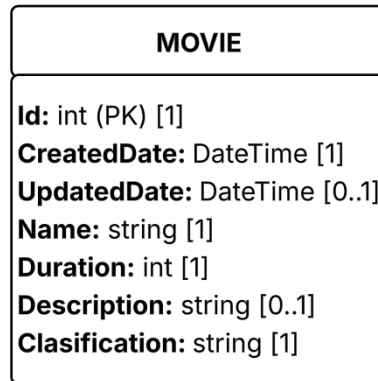 MOVIE
Id: int (PK) [1]
CreatedDate: DateTime [1]
UpdatedDate: DateTime [0..1]
Name: string [1]
Duration: int [1]
Description: string [0..1]
Clasification: string [1]